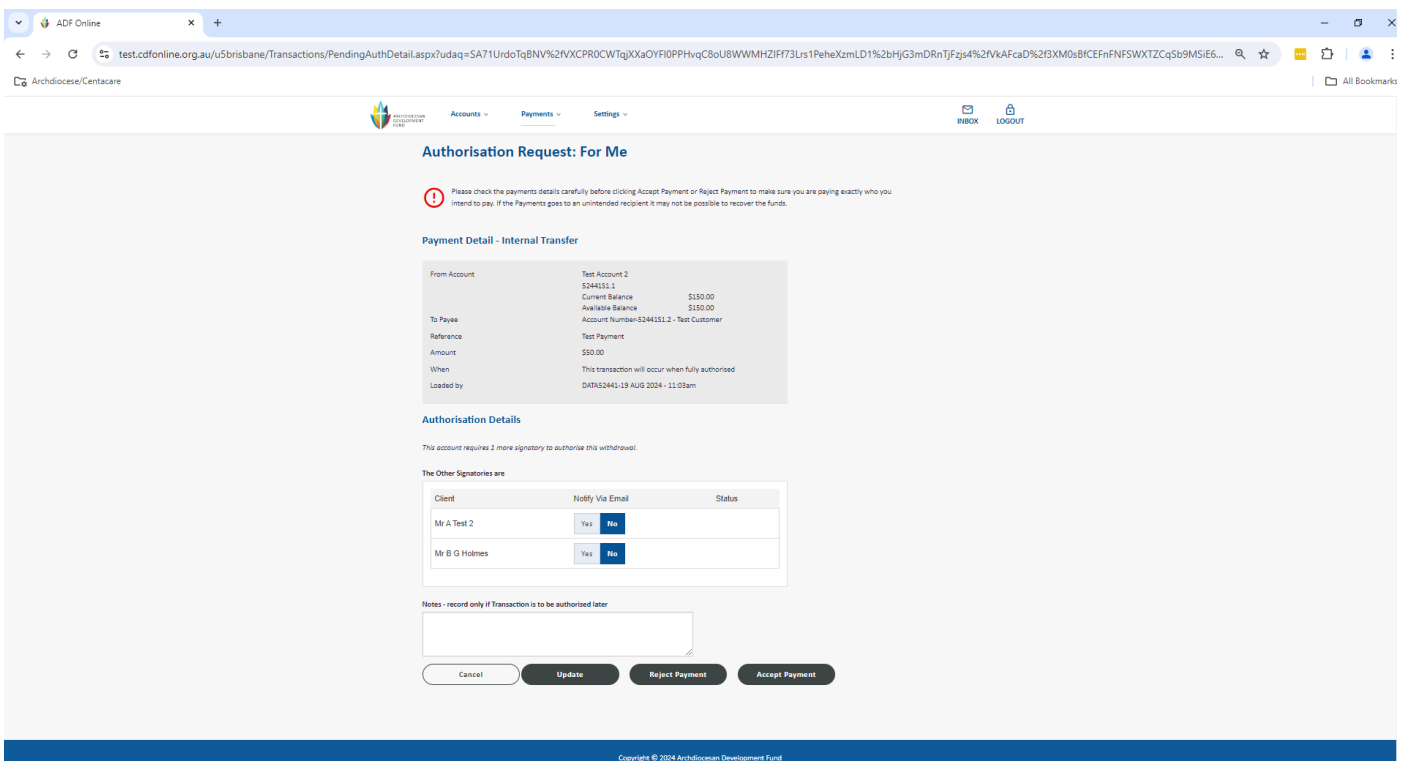 ADF Online
test.cdfonline.org.au/u5brisbane/Transactions/PendingAuthDetail.aspx?udaq=SA71UrdoTqBNV%2fVXCPR0CWTqjXXaOYFI0PPHvqC8oU8WWMHZIFf73Lrs1PeheXzmLD1%2bHjG3mDRnTjFzjs4%2fVkAFcaD%2f3XM0sBfCEFnFNFSWXTZCqSb9MSiE6...
Archdiocese/Centacare
All Bookmarks
ARCHDIOCESAN
DEVELOPMENT
FUND
Accounts
Payments
Settings
INBOX
LOGOUT
Authorisation Request: For Me
Please check the payments details carefully before clicking Accept Payment or Reject Payment to make sure you are paying exactly who you
intend to pay. If the Payments goes to an unintended recipient it may not be possible to recover the funds.
Payment Detail - Internal Transfer
From Account Test Account 2
52441S1.1
Current Balance $150.00
Available Balance $150.00
To Payee Account Number-52441S1.2 - Test Customer
Reference Test Payment
Amount $50.00
When This transaction will occur when fully authorised
Loaded by DATA52441-19 AUG 2024 - 11:03am
Authorisation Details
This account requires 1 more signatory to authorise this withdrawal.
The Other Signatories are
Client Notify Via Email Status
Mr A Test 2 Yes No
Mr B G Holmes Yes No
Notes - record only if Transaction is to be authorised later
Cancel Update Reject Payment Accept Payment
Copyright © 2024 Archdiocesan Development Fund